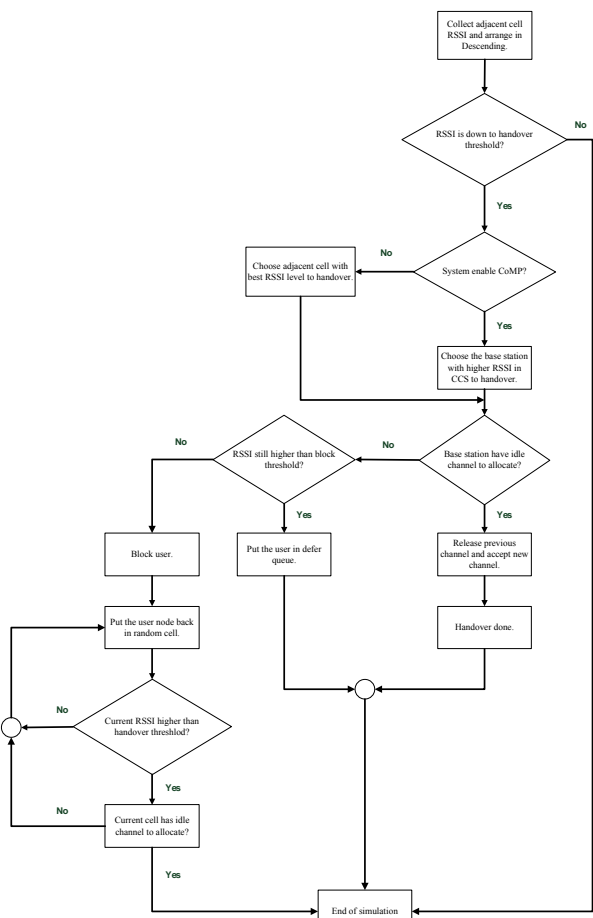 Collect adjacent cell
RSSI and arrange in
Descending.
No
RSSI is down to handover
threshold?
Yes
No
Choose adjacent cell with
best RSSI level to handover.
System enable CoMP?
Yes
Choose the base station
with higher RSSI in
CCS to handover.
No
RSSI still higher than block
threshold?
No
Base station have idle
channel to allocate?
Yes
Yes
Block user.
Put the user in defer
queue.
Release previous
channel and accept new
channel.
Put the user node back
in random cell.
Handover done.
No
Current RSSI higher than
handover threshlod?
Yes
No
Current cell has idle
channel to allocate?
Yes
End of simulation